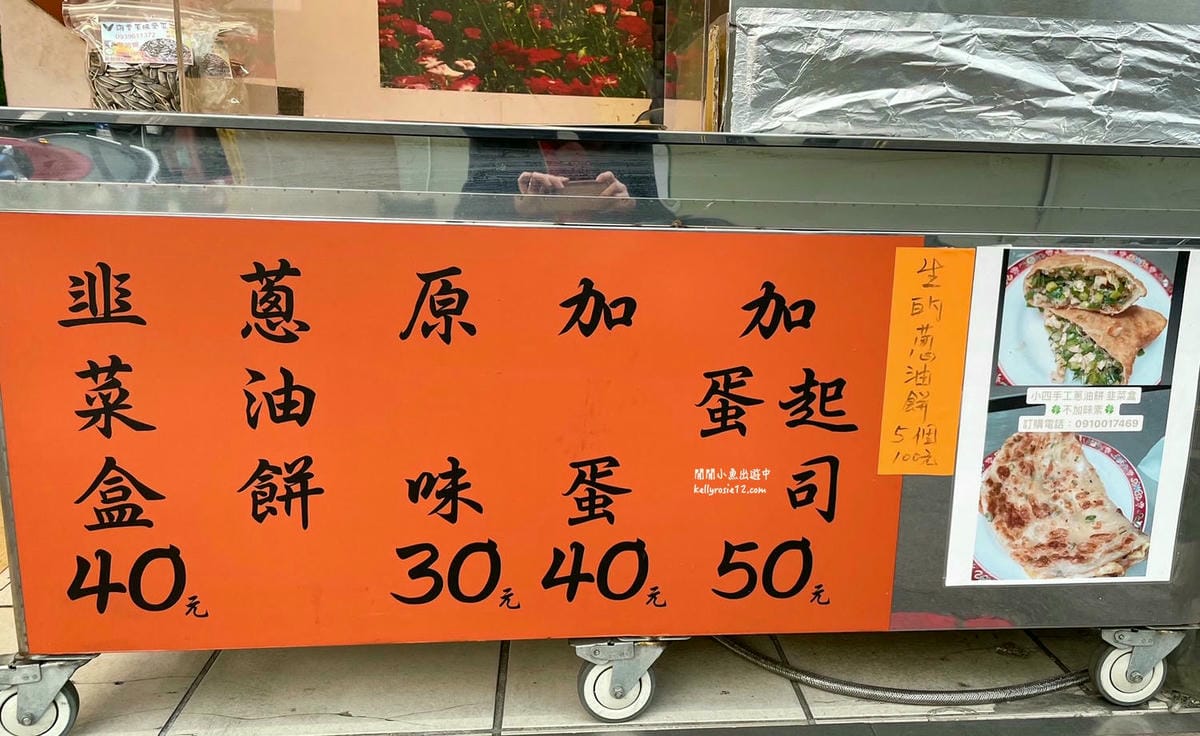 0939611372
韭菜盒
40元
蔥油餅
原味
30元
加蛋
40元
加起司
蛋
50元
生的蔥油餅
5個
100元
小四手工蔥油餅 韭菜盒
🍀不加味素🍀
訂購電話：0910017469
閒閒小魚出遊中
kellyrosie12.com